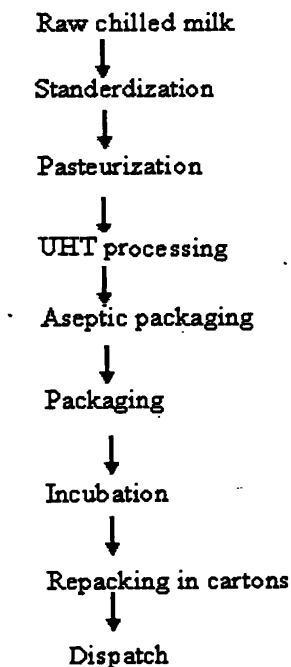 Raw chilled milk
Standerdization
Pasteurization
UHT processing
Aseptic packaging
Packaging
Incubation
Repacking in cartons
Dispatch